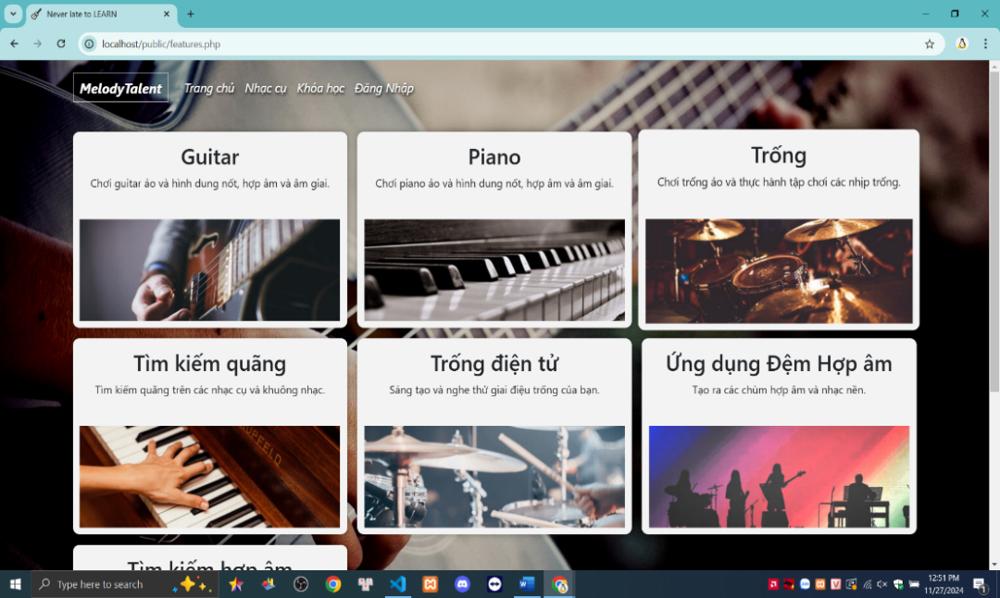 Never late to LEARN
localhost/public/features.php
MelodyTalent Trang chủ Nhạc cụ Khóa học Đăng Nhập
Guitar
Chơi guitar ảo và hình dung nốt, hợp âm và âm giai.
Piano
Chơi piano ảo và hình dung nốt, hợp âm và âm giai.
Trống
Chơi trống ảo và thực hành tập chơi các nhịp trống.
Tìm kiếm quãng
Tìm kiếm quãng trên các nhạc cụ và khuông nhạc.
Trống điện tử
Sáng tạo và nghe thử giai điệu trống của bạn.
Ứng dụng Đệm Hợp âm
Tạo ra các chùm hợp âm và nhạc nền.
Tìm kiếm hợp âm
Type here to search
12:51 PM
11/27/2024